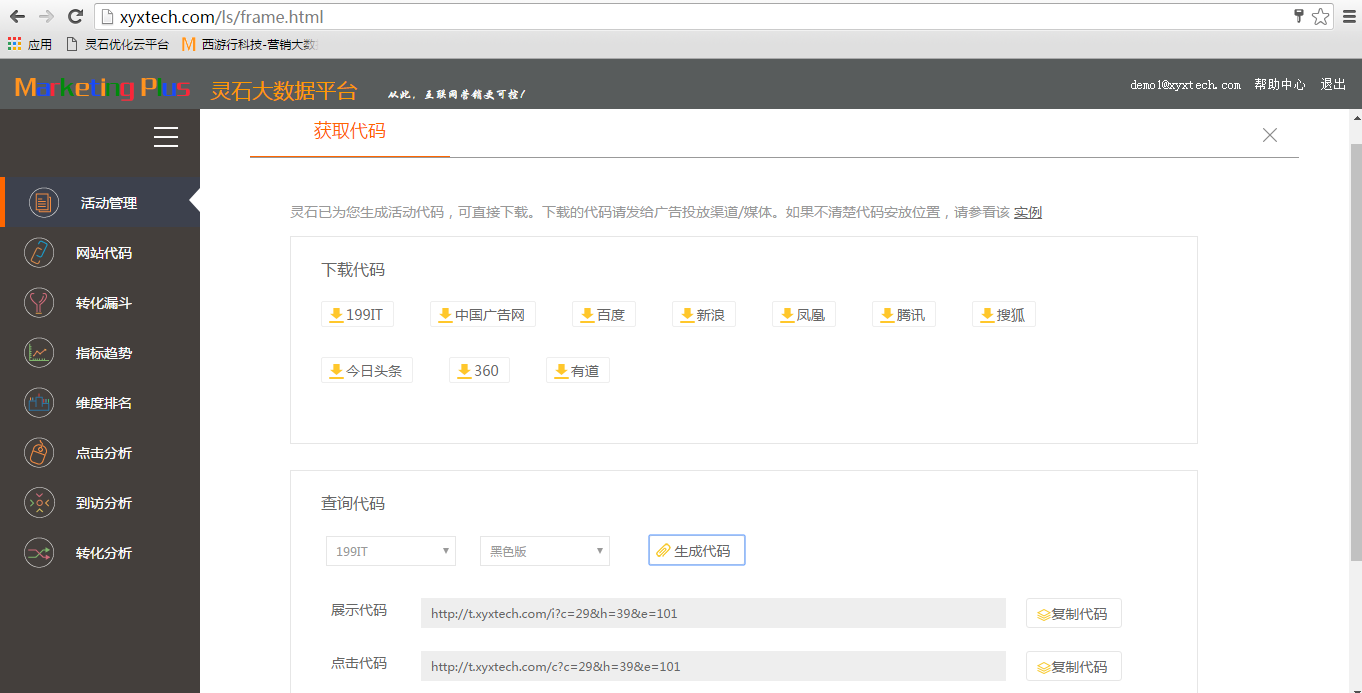 xyxtech.com/ls/frame.html
应用 灵石优化云平台 西游行科技-营销大数
Marketing Plus 灵石大数据平台 从此，互联网营销更可控！ demo1@xyxtech.com 帮助中心 退出
获取代码
活动管理
网站代码
转化漏斗
指标趋势
维度排名
点击分析
到访分析
转化分析
灵石已为您生成活动代码，可直接下载。下载的代码请发给广告投放渠道/媒体。如果不清楚代码安放位置，请参看该 实例
下载代码
199IT 中国广告网 百度 新浪 凤凰 腾讯 搜狐
今日头条 360 有道
查询代码
199IT 黑色版 生成代码
展示代码 http://t.xyxtech.com/i?c=29&h=39&e=101 复制代码
点击代码 http://t.xyxtech.com/c?c=29&h=39&e=101 复制代码